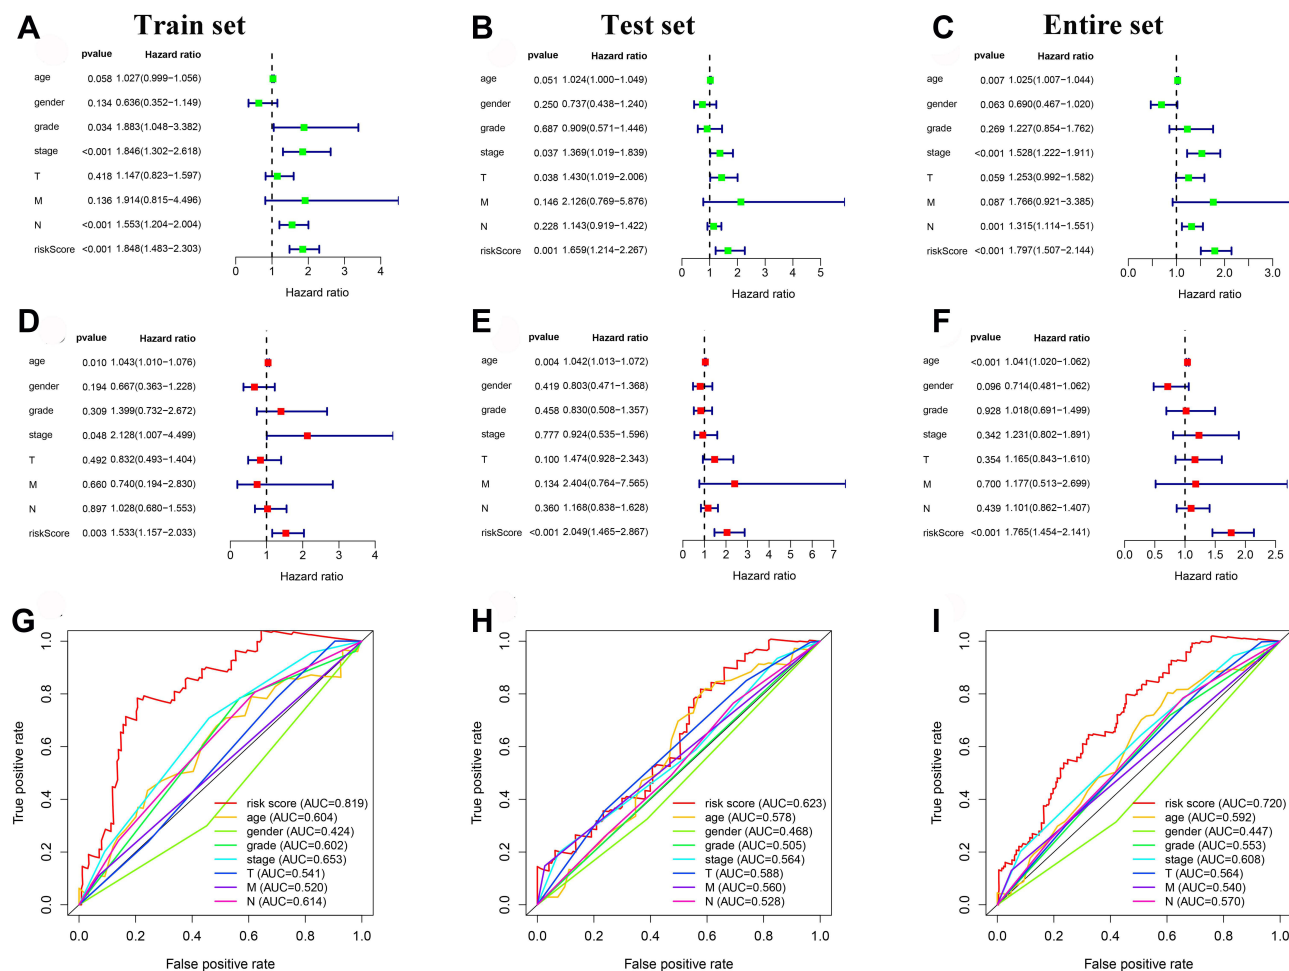 A Train set
pvalue Hazard ratio
age 0.058 1.027(0.999−1.056)
gender 0.134 0.636(0.352−1.149)
grade 0.034 1.883(1.048−3.382)
stage <0.001 1.846(1.302−2.618)
T 0.418 1.147(0.823−1.597)
M 0.136 1.914(0.815−4.496)
N <0.001 1.553(1.204−2.004)
riskScore <0.001 1.848(1.483−2.303)
0 1 2 3 4
Hazard ratio
B Test set
pvalue Hazard ratio
age 0.051 1.024(1.000−1.049)
gender 0.250 0.737(0.438−1.240)
grade 0.687 0.909(0.571−1.446)
stage 0.037 1.369(1.019−1.839)
T 0.038 1.430(1.019−2.006)
M 0.146 2.126(0.769−5.876)
N 0.228 1.143(0.919−1.422)
riskScore 0.001 1.659(1.214−2.267)
0 1 2 3 4 5
Hazard ratio
C Entire set
pvalue Hazard ratio
age 0.007 1.025(1.007−1.044)
gender 0.063 0.690(0.467−1.020)
grade 0.269 1.227(0.854−1.762)
stage <0.001 1.528(1.222−1.911)
T 0.059 1.253(0.992−1.582)
M 0.087 1.766(0.921−3.385)
N 0.001 1.315(1.114−1.551)
riskScore <0.001 1.797(1.507−2.144)
0.0 1.0 2.0 3.0
Hazard ratio
D
pvalue Hazard ratio
age 0.010 1.043(1.010−1.076)
gender 0.194 0.667(0.363−1.228)
grade 0.309 1.399(0.732−2.672)
stage 0.048 2.128(1.007−4.499)
T 0.492 0.832(0.493−1.404)
M 0.660 0.740(0.194−2.830)
N 0.897 1.028(0.680−1.553)
riskScore 0.003 1.533(1.157−2.033)
0 1 2 3 4
Hazard ratio
E
pvalue Hazard ratio
age 0.004 1.042(1.013−1.072)
gender 0.419 0.803(0.471−1.368)
grade 0.458 0.830(0.508−1.357)
stage 0.777 0.924(0.535−1.596)
T 0.100 1.474(0.928−2.343)
M 0.134 2.404(0.764−7.565)
N 0.360 1.168(0.838−1.628)
riskScore <0.001 2.049(1.465−2.867)
0 1 2 3 4 5 6 7
Hazard ratio
F
pvalue Hazard ratio
age <0.001 1.041(1.020−1.062)
gender 0.096 0.714(0.481−1.062)
grade 0.928 1.018(0.691−1.499)
stage 0.342 1.231(0.802−1.891)
T 0.354 1.165(0.843−1.610)
M 0.700 1.177(0.513−2.699)
N 0.439 1.101(0.862−1.407)
riskScore <0.001 1.765(1.454−2.141)
0.0 0.5 1.0 1.5 2.0 2.5
Hazard ratio
G
True positive rate
0.0 0.2 0.4 0.6 0.8 1.0
risk score (AUC=0.819)
age (AUC=0.604)
gender (AUC=0.424)
grade (AUC=0.602)
stage (AUC=0.653)
T (AUC=0.541)
M (AUC=0.520)
N (AUC=0.614)
0.0 0.2 0.4 0.6 0.8 1.0
False positive rate
H
True positive rate
0.0 0.2 0.4 0.6 0.8 1.0
risk score (AUC=0.623)
age (AUC=0.578)
gender (AUC=0.468)
grade (AUC=0.505)
stage (AUC=0.564)
T (AUC=0.588)
M (AUC=0.560)
N (AUC=0.528)
0.0 0.2 0.4 0.6 0.8 1.0
False positive rate
I
True positive rate
0.0 0.2 0.4 0.6 0.8 1.0
risk score (AUC=0.720)
age (AUC=0.592)
gender (AUC=0.447)
grade (AUC=0.553)
stage (AUC=0.608)
T (AUC=0.564)
M (AUC=0.540)
N (AUC=0.570)
0.0 0.2 0.4 0.6 0.8 1.0
False positive rate